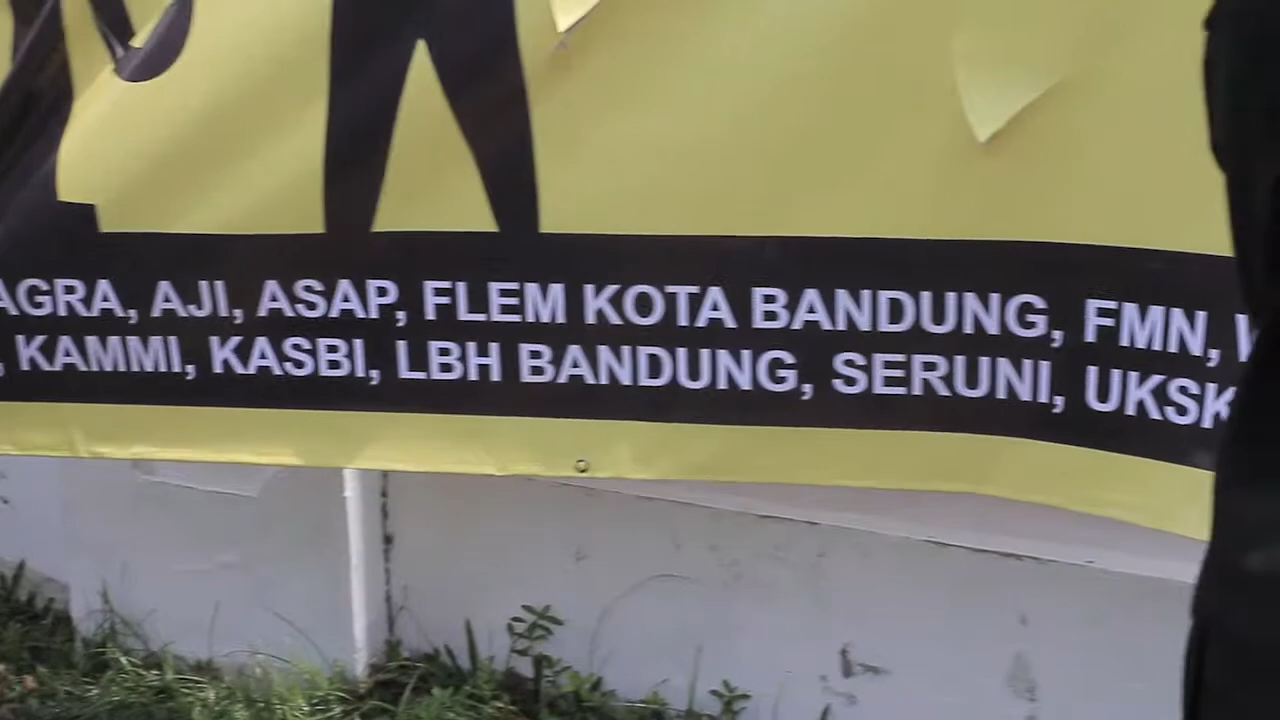 AGRA, AJI, ASAP, FLEM KOTA BANDUNG, FMN,
, KAMMI, KASBI, LBH BANDUNG, SERUNI, UKSK